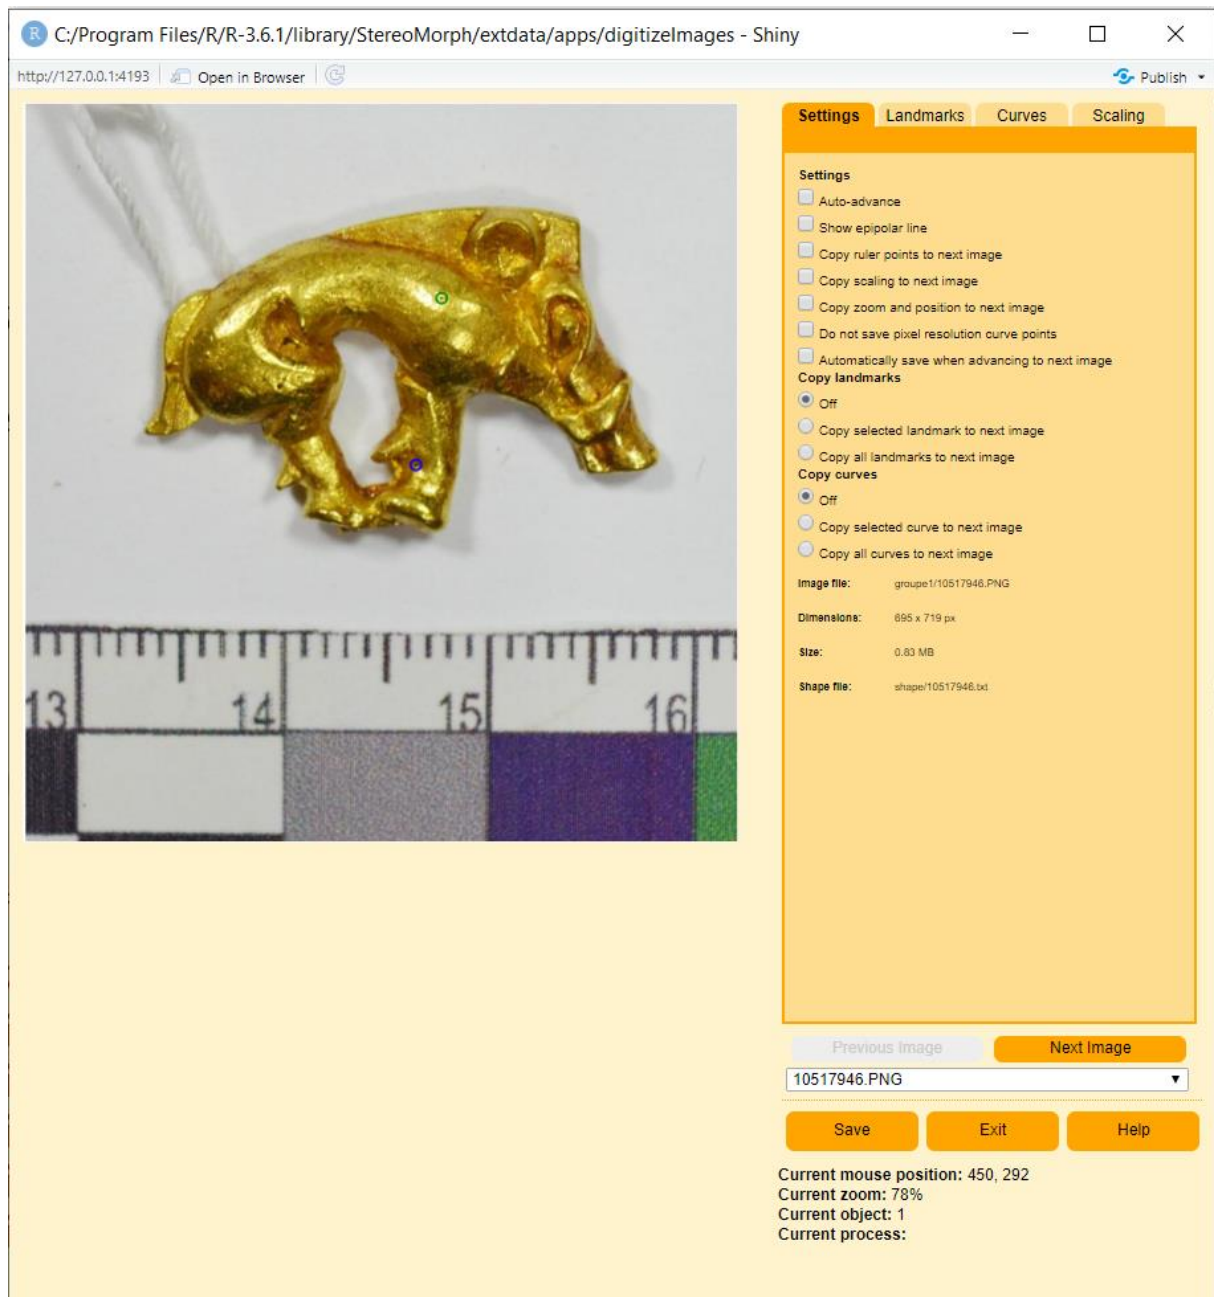 R C:/Program Files/R/R-3.6.1/library/StereoMorph/extdata/apps/digitizeImages - Shiny
http://127.0.0.1:4193 Open in Browser Publish
Settings Landmarks Curves Scaling
Settings
Auto-advance
Show epipolar line
Copy ruler points to next image
Copy scaling to next image
Copy zoom and position to next image
Do not save pixel resolution curve points
Automatically save when advancing to next image
Copy landmarks
Off
Copy selected landmark to next image
Copy all landmarks to next image
Copy curves
Off
Copy selected curve to next image
Copy all curves to next image
Image file: groupe1/10517946.PNG
Dimensions: 695 x 719 px
Size: 0.83 MB
Shape file: shape/10517946.txt
13 14 15 16
Previous Image Next Image
10517946.PNG
Save Exit Help
Current mouse position: 450, 292
Current zoom: 78%
Current object: 1
Current process: